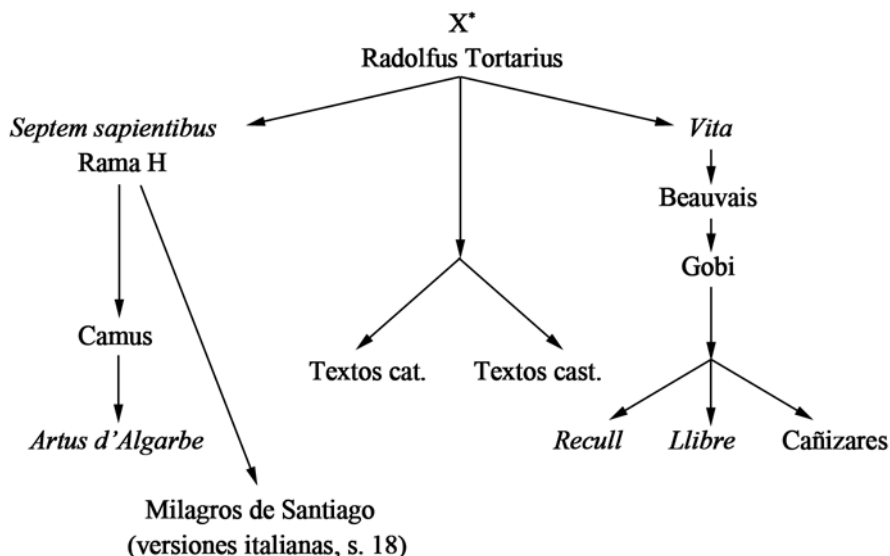 X*
Radolfus Tortarius
Septem sapientibus
Rama H
Vita
Beauvais
Gobi
Camus
Textos cat.
Textos cast.
Artus d’Algarbe
Recull
Llibre
Cañizares
Milagros de Santiago
(versiones italianas, s. 18)